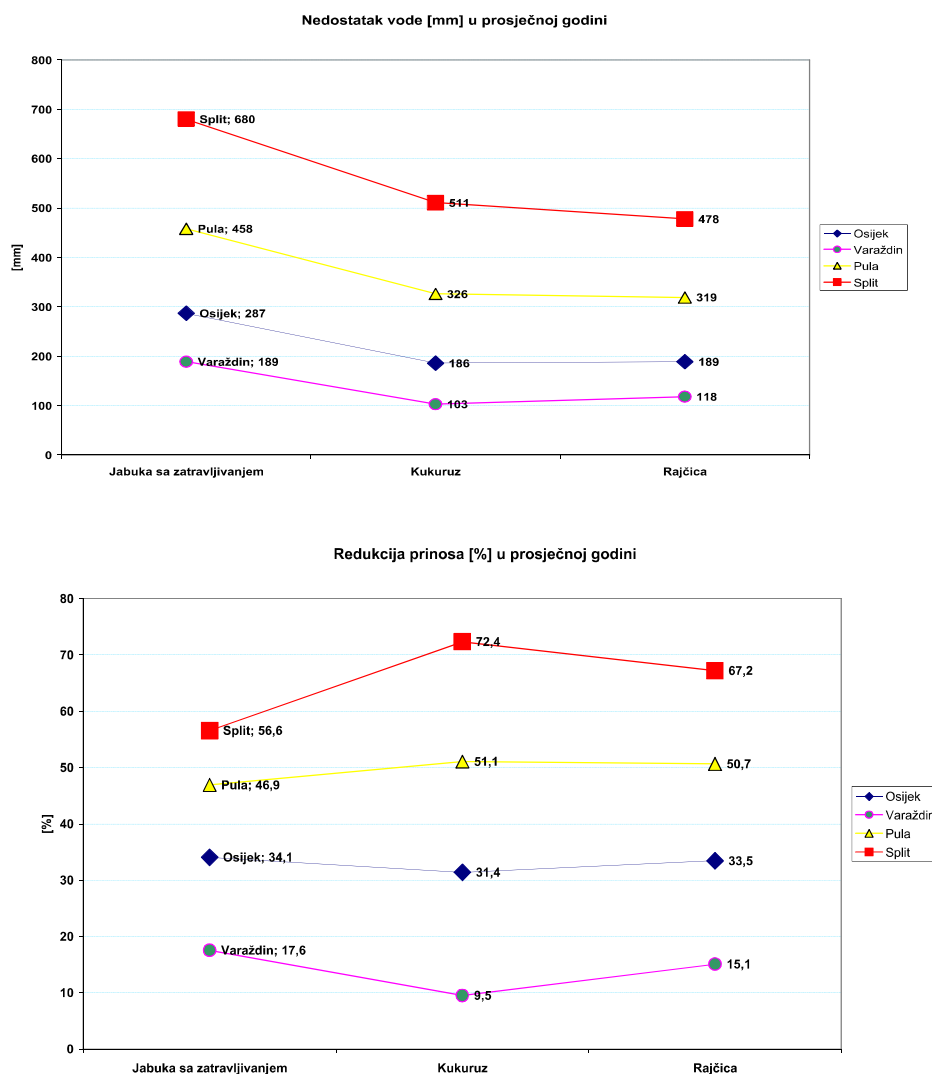 Nedostatak vode [mm] u prosječnoj godini
800
700
600
500
400
300
200
100
0
[mm]
Split; 680
511
478
Pula; 458
326
319
Osijek; 287
186
189
Varaždin; 189
103
118
Jabuka sa zatravljivanjem
Kukuruz
Rajčica
Osijek
Varaždin
Pula
Split
Redukcija prinosa [%] u prosječnoj godini
80
70
60
50
40
30
20
10
0
[%]
Split; 56,6
72,4
67,2
Pula; 46,9
51,1
50,7
Osijek; 34,1
31,4
33,5
Varaždin; 17,6
9,5
15,1
Jabuka sa zatravljivanjem
Kukuruz
Rajčica
Osijek
Varaždin
Pula
Split